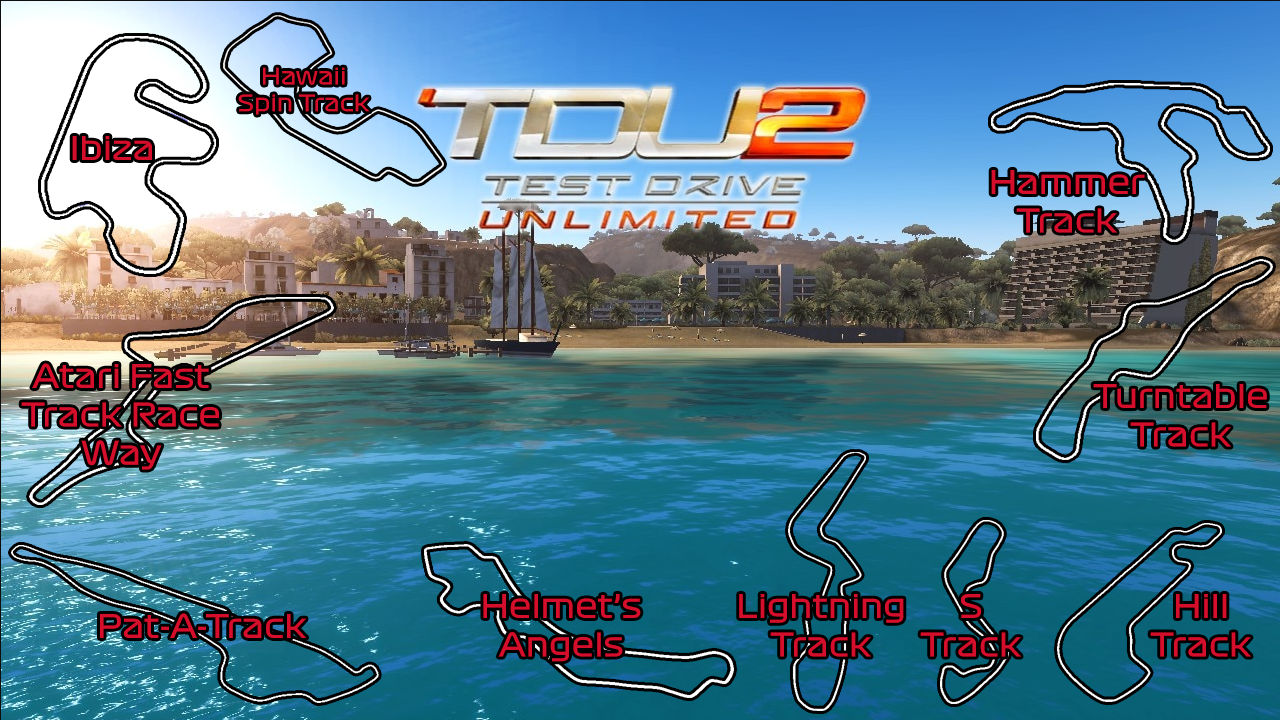 Hawaii
Spin Track
Ibiza
TDU2
TEST DRIVE
UNLIMITED
Hammer
Track
Atari Fast
Track Race
Way
Turntable
Track
Pat-A-Track
Helmet's
Angels
Lightning
Track
S
Track
Hill
Track